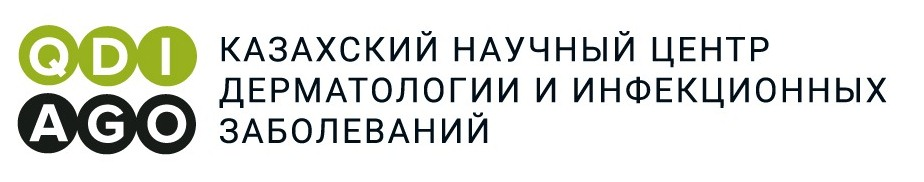 QDI
AGO
КАЗАХСКИЙ НАУЧНЫЙ ЦЕНТР
ДЕРМАТОЛОГИИ И ИНФЕКЦИОННЫХ
ЗАБОЛЕВАНИЙ